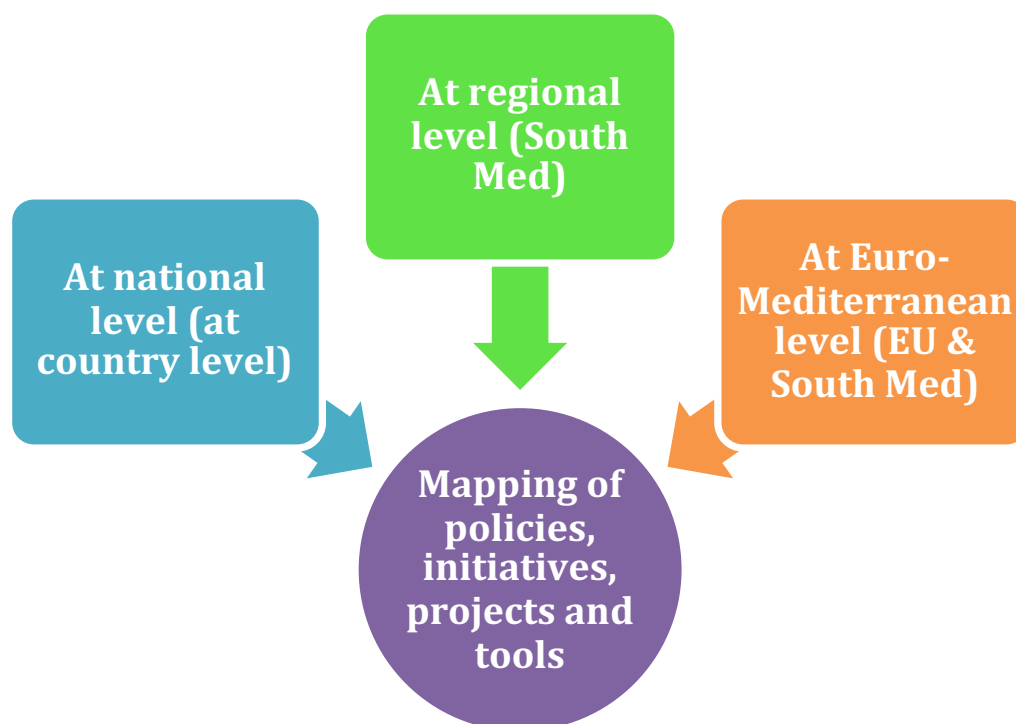 At regional
level (South
Med)
At national
level (at
country level)
At Euro-
Mediterranean
level (EU &
South Med)
Mapping of
policies,
initiatives,
projects and
tools